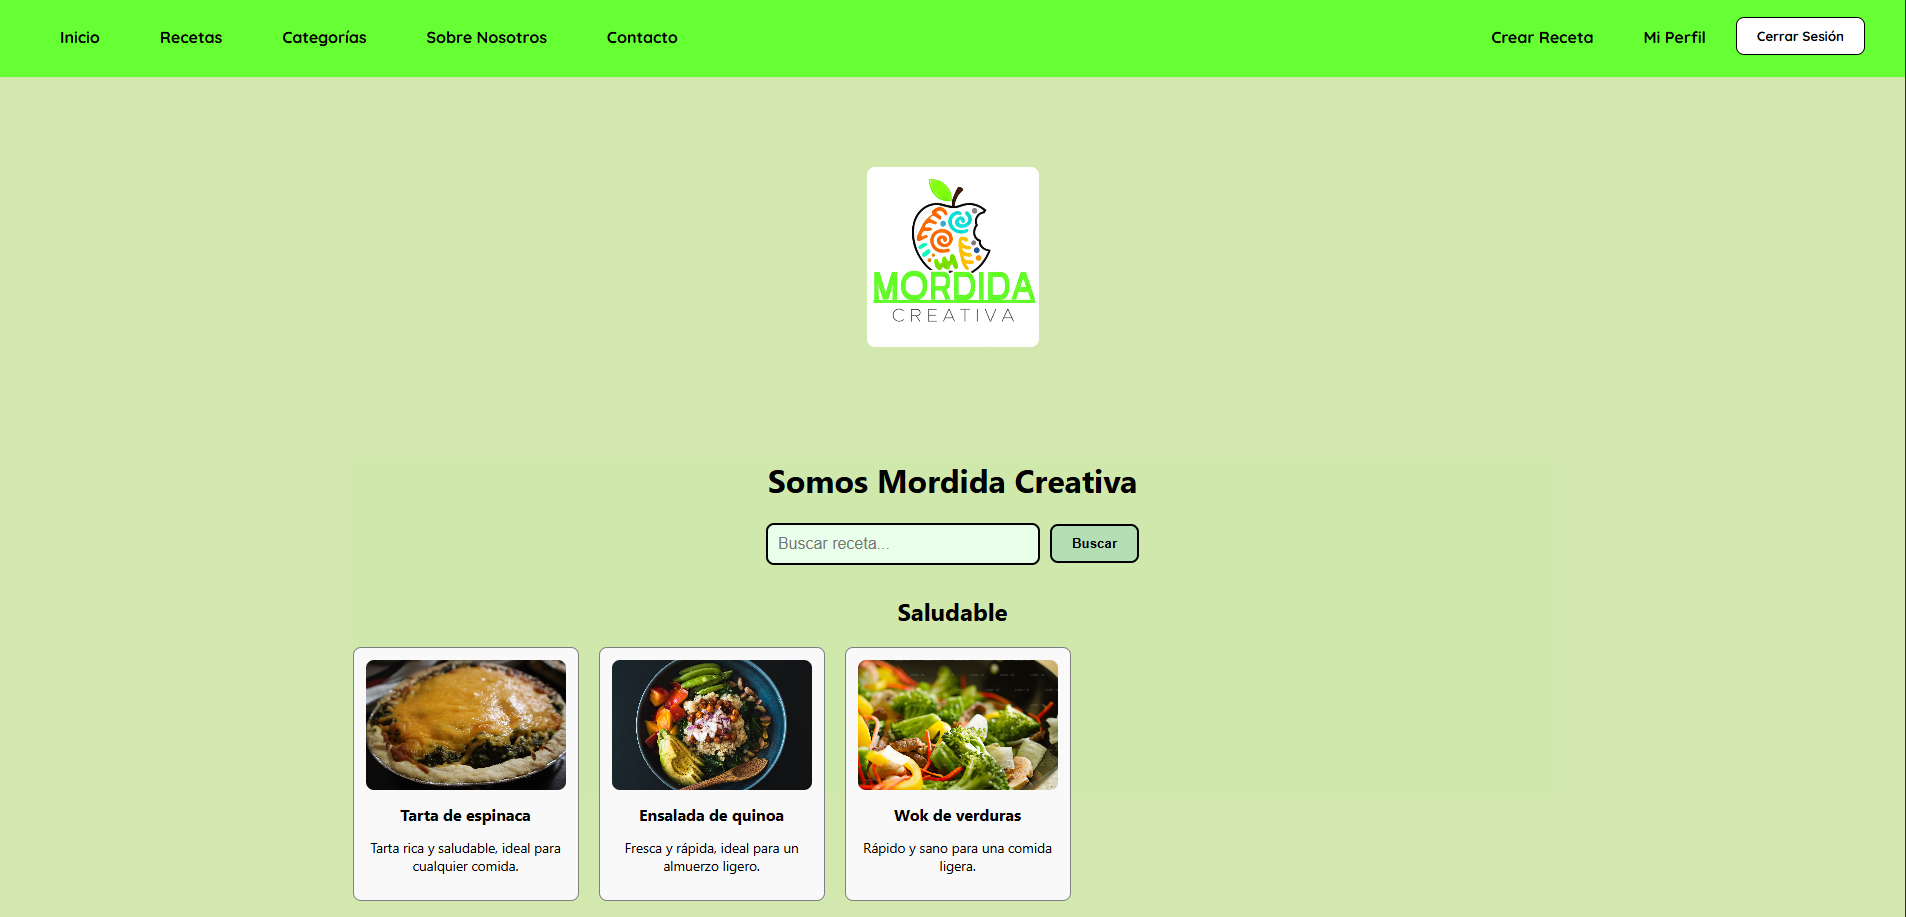 Inicio
Recetas
Categorías
Sobre Nosotros
Contacto
Crear Receta
Mi Perfil
Cerrar Sesión
MORDIDA
CREATIVA
Somos Mordida Creativa
Buscar receta...
Buscar
Saludable
Tarta de espinaca
Tarta rica y saludable, ideal para
cualquier comida.
Ensalada de quinoa
Fresca y rápida, ideal para un
almuerzo ligero.
Wok de verduras
Rápido y sano para una comida
ligera.